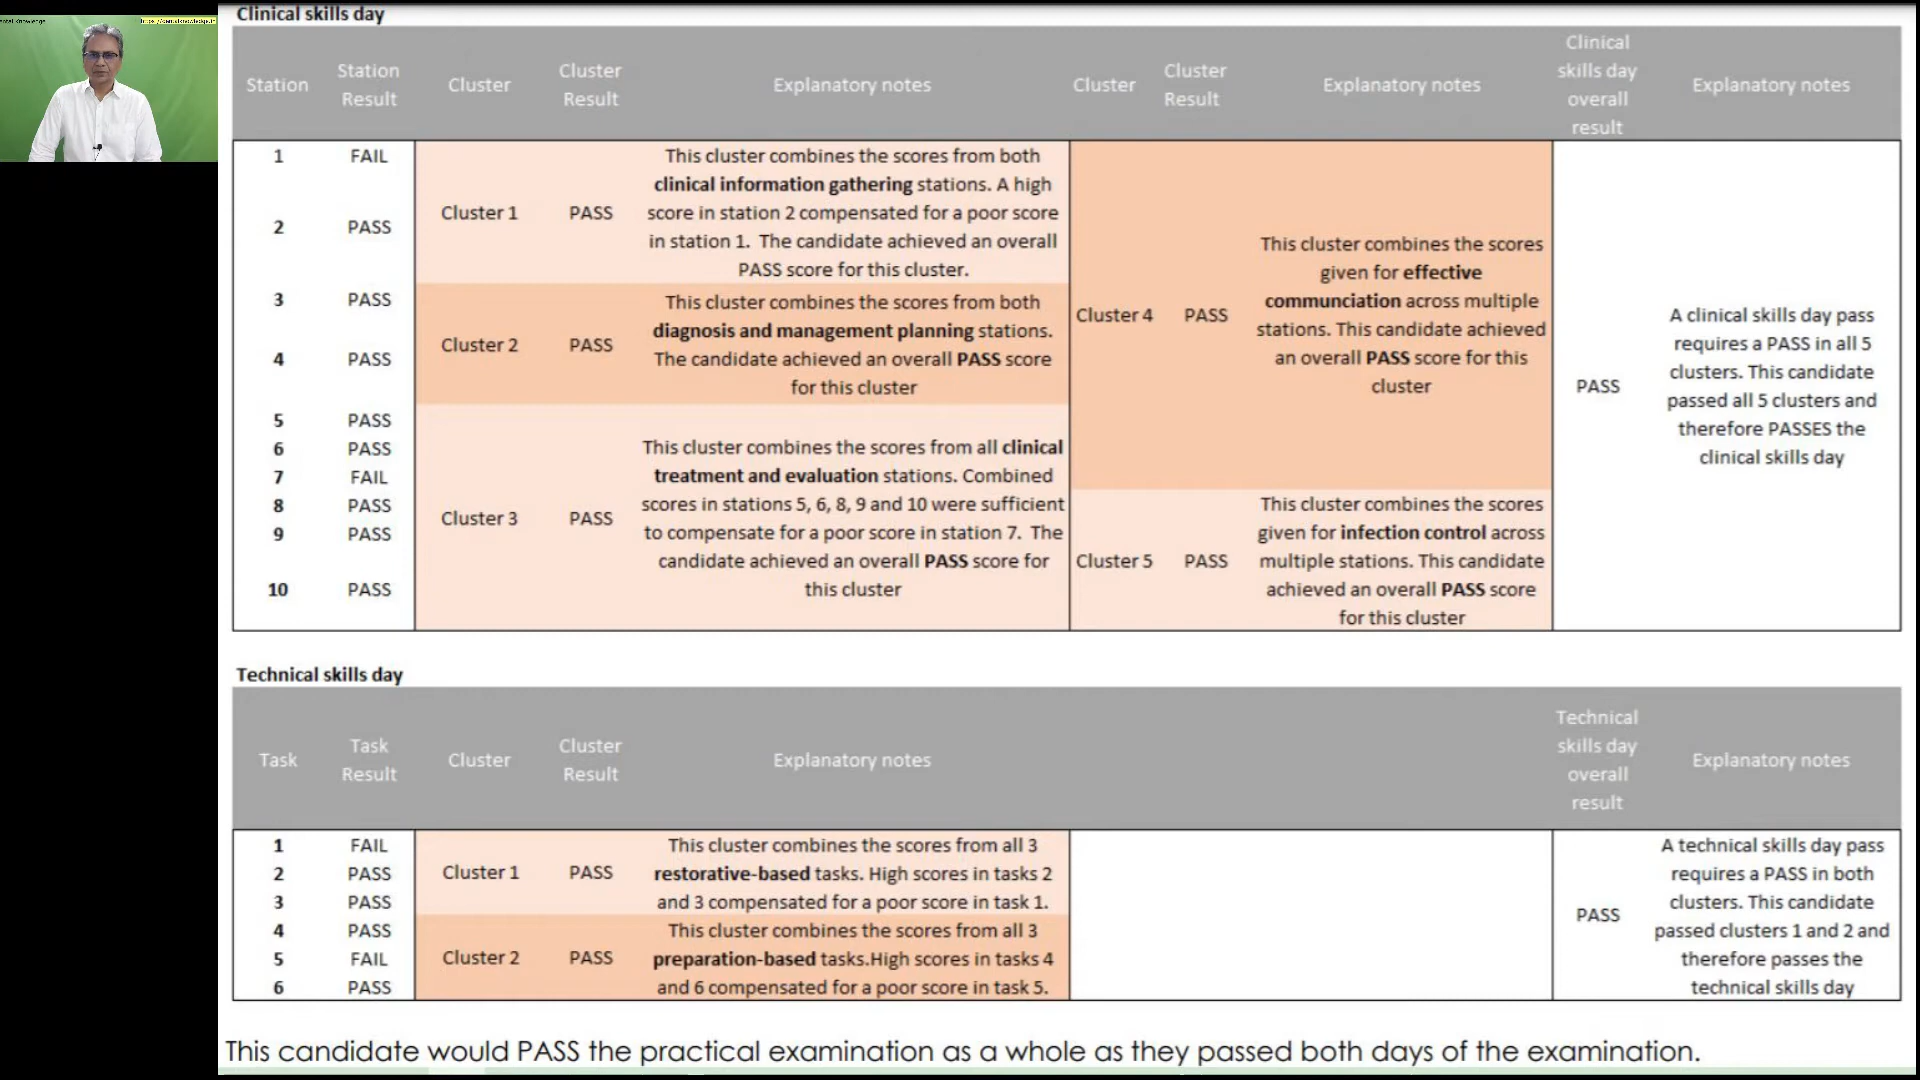 ental Knowledge
https://dentalknowledge.in
Clinical skills day
Station
Station
Result
Cluster
Cluster
Result
Explanatory notes
Cluster
Cluster
Result
Explanatory notes
Clinical
skills day
overall
result
Explanatory notes
1
FAIL
2
PASS
3
PASS
4
PASS
5
PASS
6
PASS
7
FAIL
8
PASS
9
PASS
10
PASS
Cluster 1
PASS
This cluster combines the scores from both
clinical information gathering stations. A high
score in station 2 compensated for a poor score
in station 1. The candidate achieved an overall
PASS score for this cluster.
Cluster 2
PASS
This cluster combines the scores from both
diagnosis and management planning stations.
The candidate achieved an overall PASS score
for this cluster
Cluster 3
PASS
This cluster combines the scores from all clinical
treatment and evaluation stations. Combined
scores in stations 5, 6, 8, 9 and 10 were sufficient
to compensate for a poor score in station 7. The
candidate achieved an overall PASS score for
this cluster
Cluster 4
PASS
This cluster combines the scores
given for effective
communciation across multiple
stations. This candidate achieved
an overall PASS score for this
cluster
Cluster 5
PASS
This cluster combines the scores
given for infection control across
multiple stations. This candidate
achieved an overall PASS score
for this cluster
PASS
A clinical skills day pass
requires a PASS in all 5
clusters. This candidate
passed all 5 clusters and
therefore PASSES the
clinical skills day
Technical skills day
Task
Task
Result
Cluster
Cluster
Result
Explanatory notes
Technical
skills day
overall
result
Explanatory notes
1
FAIL
2
PASS
3
PASS
4
PASS
5
FAIL
6
PASS
Cluster 1
PASS
This cluster combines the scores from all 3
restorative-based tasks. High scores in tasks 2
and 3 compensated for a poor score in task 1.
Cluster 2
PASS
This cluster combines the scores from all 3
preparation-based tasks.High scores in tasks 4
and 6 compensated for a poor score in task 5.
PASS
A technical skills day pass
requires a PASS in both
clusters. This candidate
passed clusters 1 and 2 and
therefore passes the
technical skills day
This candidate would PASS the practical examination as a whole as they passed both days of the examination.